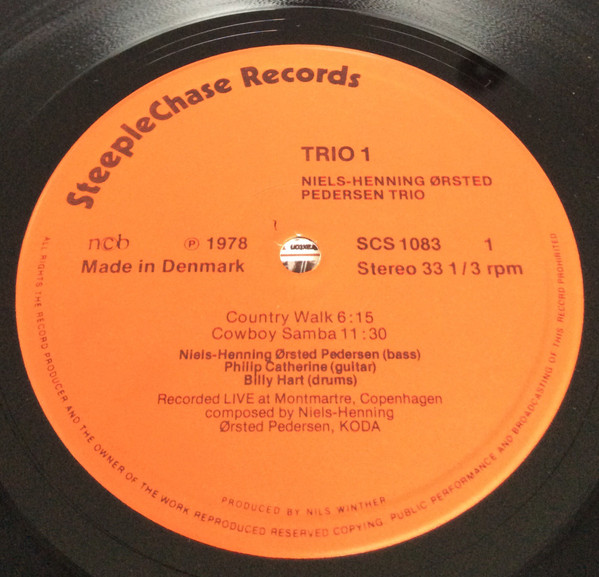 SteepleChase Records
TRIO 1
NIELS-HENNING ØRSTED
PEDERSEN TRIO
ncb ℗ 1978 SCS 1083 1
Made in Denmark Stereo 33 1/3 rpm
Country Walk 6:15
Cowboy Samba 11:30
Niels-Henning Ørsted Pedersen (bass)
Philip Catherine (guitar)
Billy Hart (drums)
Recorded LIVE at Montmartre, Copenhagen
composed by Niels-Henning
Ørsted Pedersen, KODA
PRODUCED BY NILS WINTHER
ALL RIGHTS THE RECORD PRODUCER AND THE OWNER OF THE WORK REPRODUCED RESERVED COPYING PUBLIC PERFORMANCE AND BROADCASTING OF THIS RECORD PROHIBITED